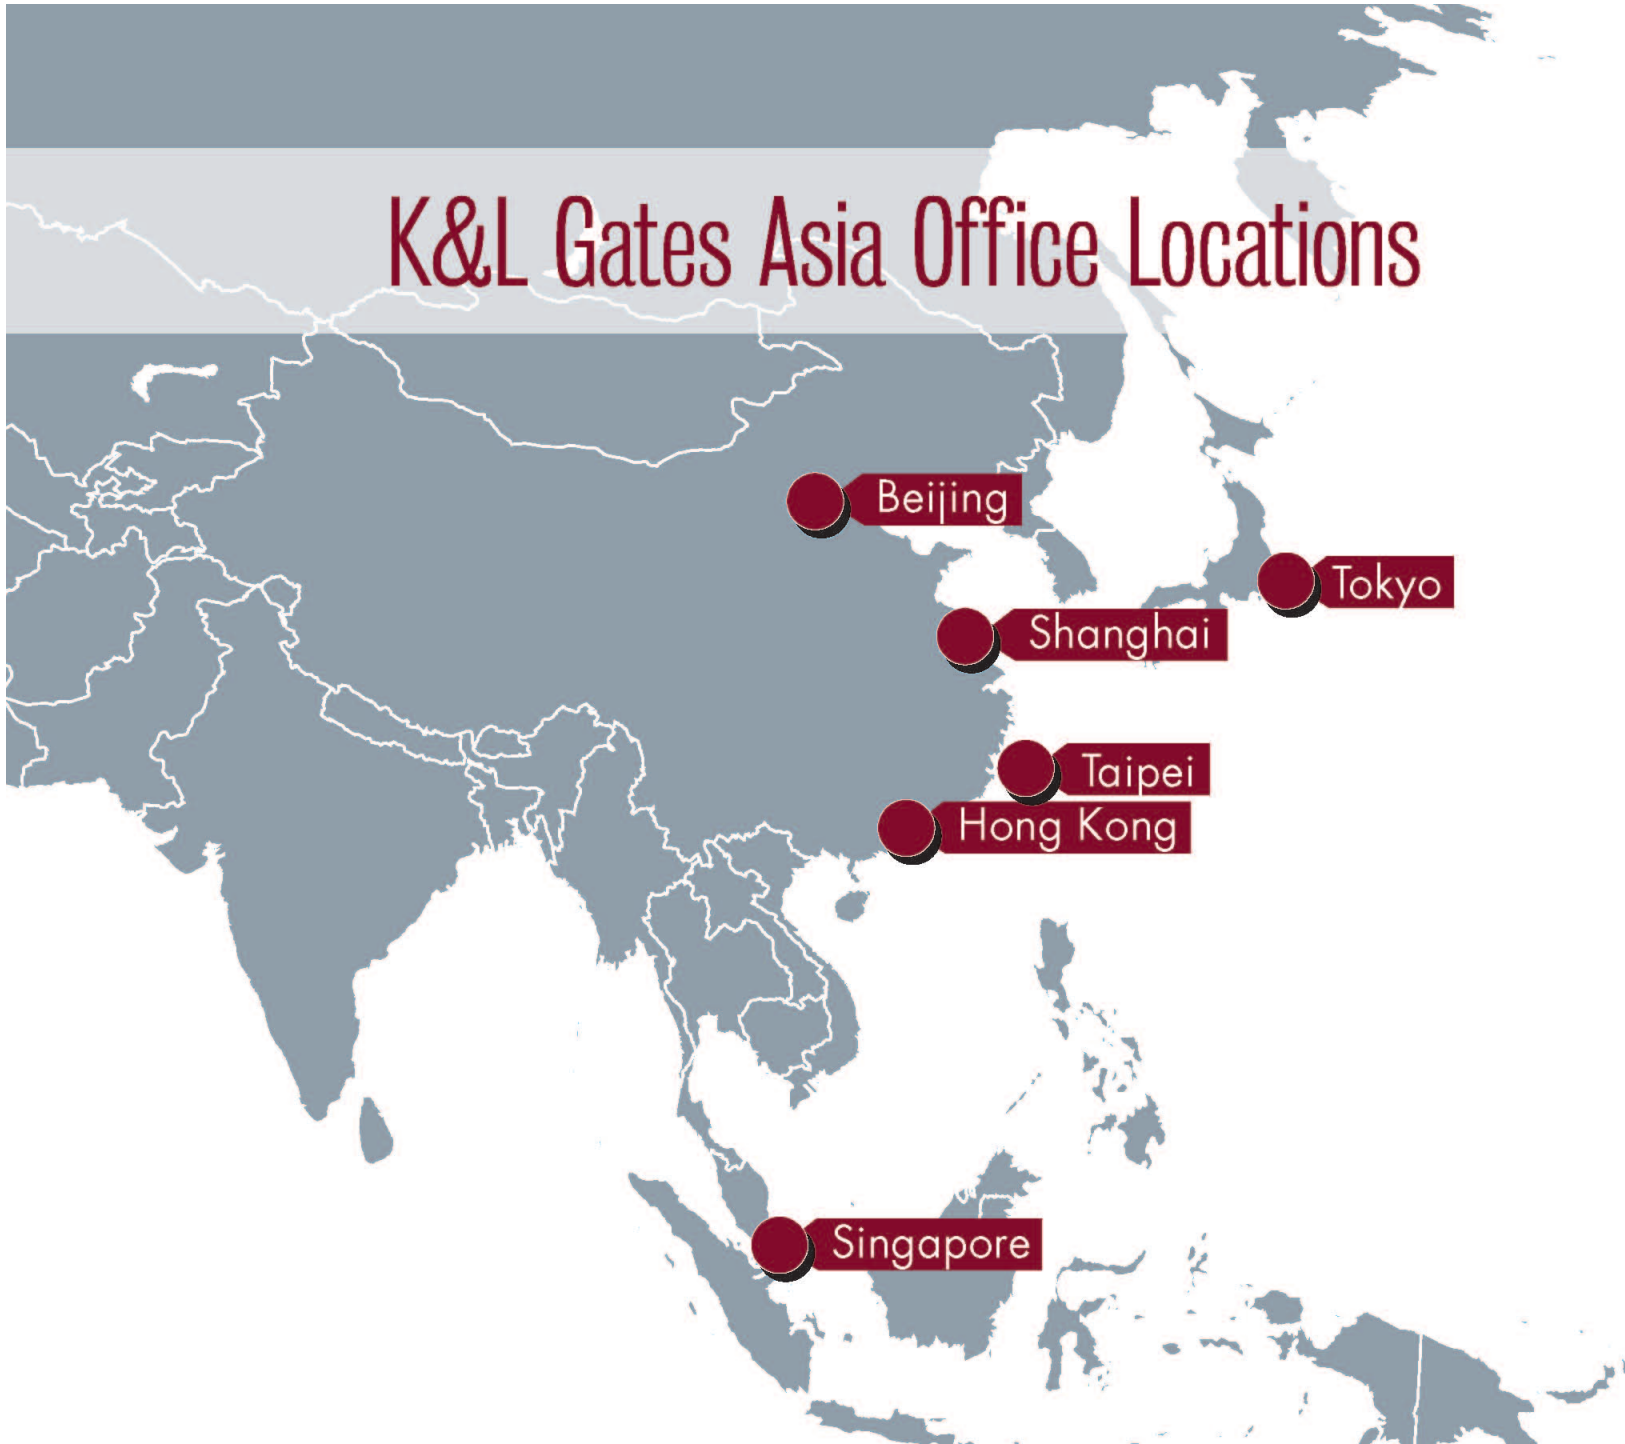 K&L Gates Asia Office Locations
Beijing
Tokyo
Shanghai
Taipei
Hong Kong
Singapore